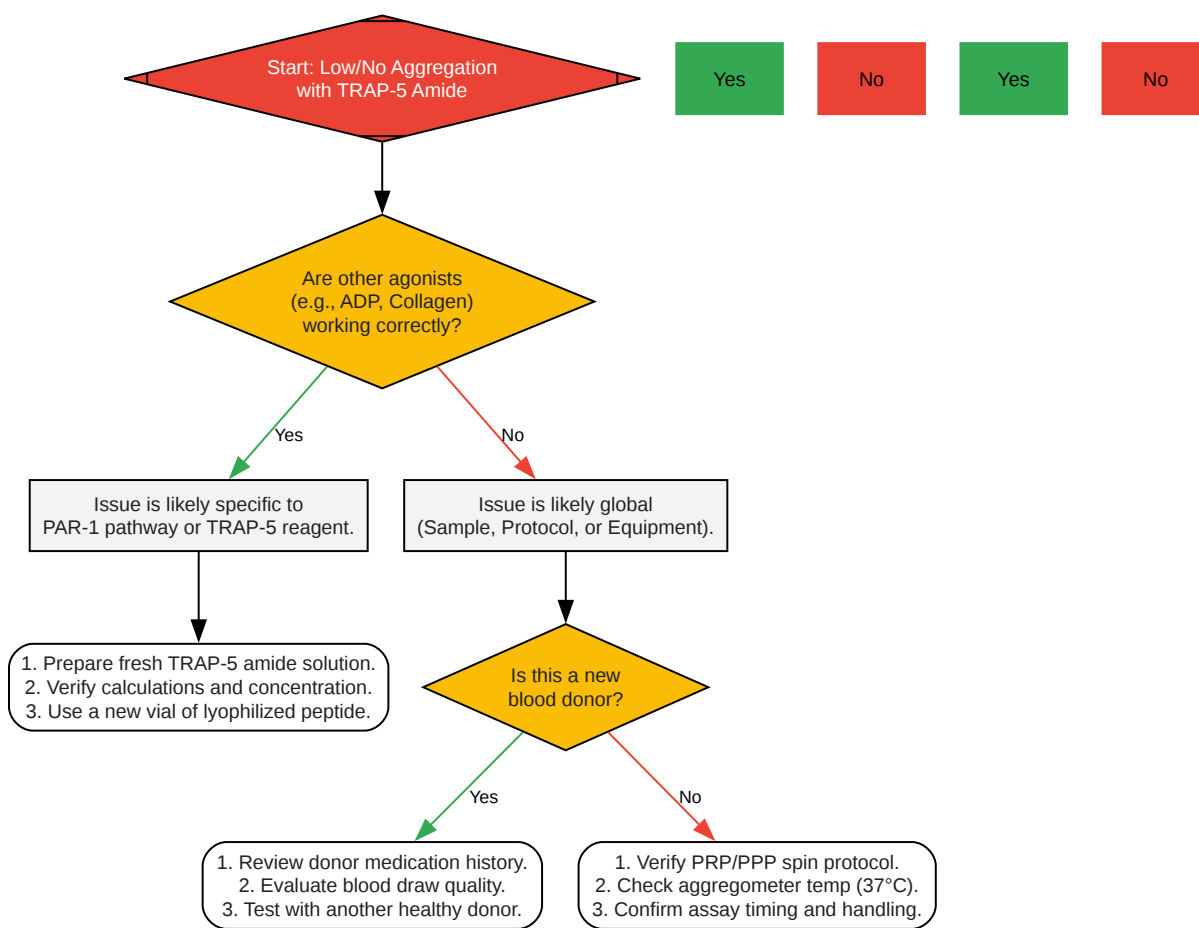 Start: Low/No Aggregation
with TRAP-5 Amide
Yes
No
Yes
No
Are other agonists
(e.g., ADP, Collagen)
working correctly?
Yes
No
Issue is likely specific to
PAR-1 pathway or TRAP-5 reagent.
Issue is likely global
(Sample, Protocol, or Equipment).
1. Prepare fresh TRAP-5 amide solution.
2. Verify calculations and concentration.
3. Use a new vial of lyophilized peptide.
Is this a new
blood donor?
Yes
No
1. Review donor medication history.
2. Evaluate blood draw quality.
3. Test with another healthy donor.
1. Verify PRP/PPP spin protocol.
2. Check aggregometer temp (37°C).
3. Confirm assay timing and handling.